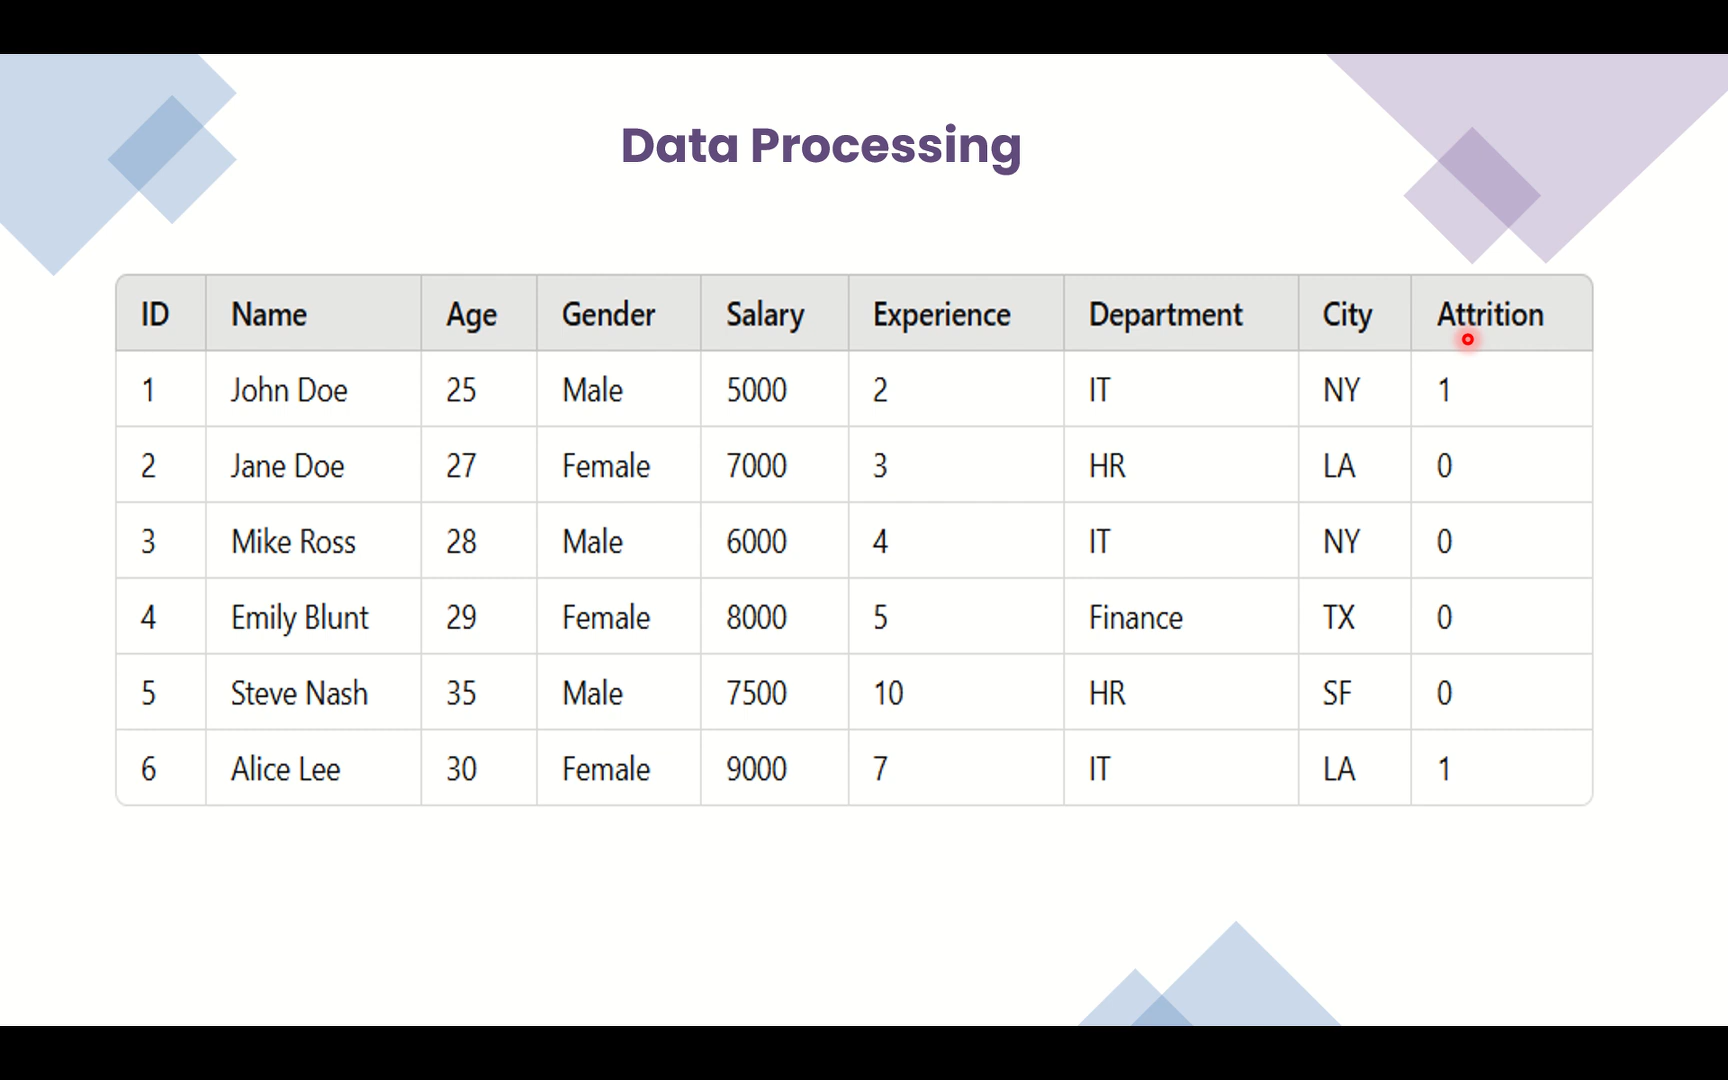 Data Processing
ID Name Age Gender Salary Experience Department City Attrition
1 John Doe 25 Male 5000 2 IT NY 1
2 Jane Doe 27 Female 7000 3 HR LA 0
3 Mike Ross 28 Male 6000 4 IT NY 0
4 Emily Blunt 29 Female 8000 5 Finance TX 0
5 Steve Nash 35 Male 7500 10 HR SF 0
6 Alice Lee 30 Female 9000 7 IT LA 1